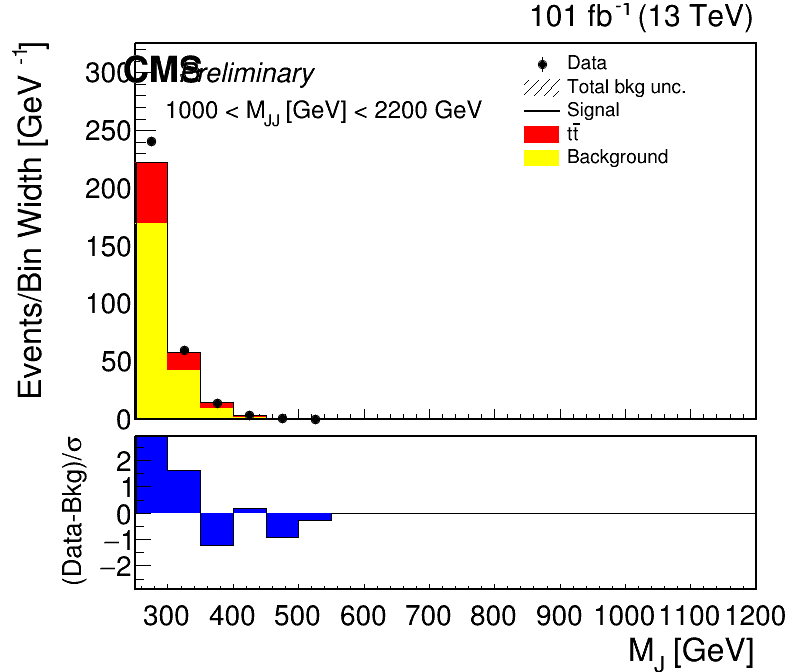 101 fb⁻¹ (13 TeV)
CMS Preliminary
1000 < M_JJ [GeV] < 2200 GeV
Data
Total bkg unc.
Signal
tt̄
Background
Events/Bin Width [GeV⁻¹]
300
250
200
150
100
50
0
(Data-Bkg)/σ
2
1
0
−1
−2
300 400 500 600 700 800 900 1000 1100 1200
M_J [GeV]